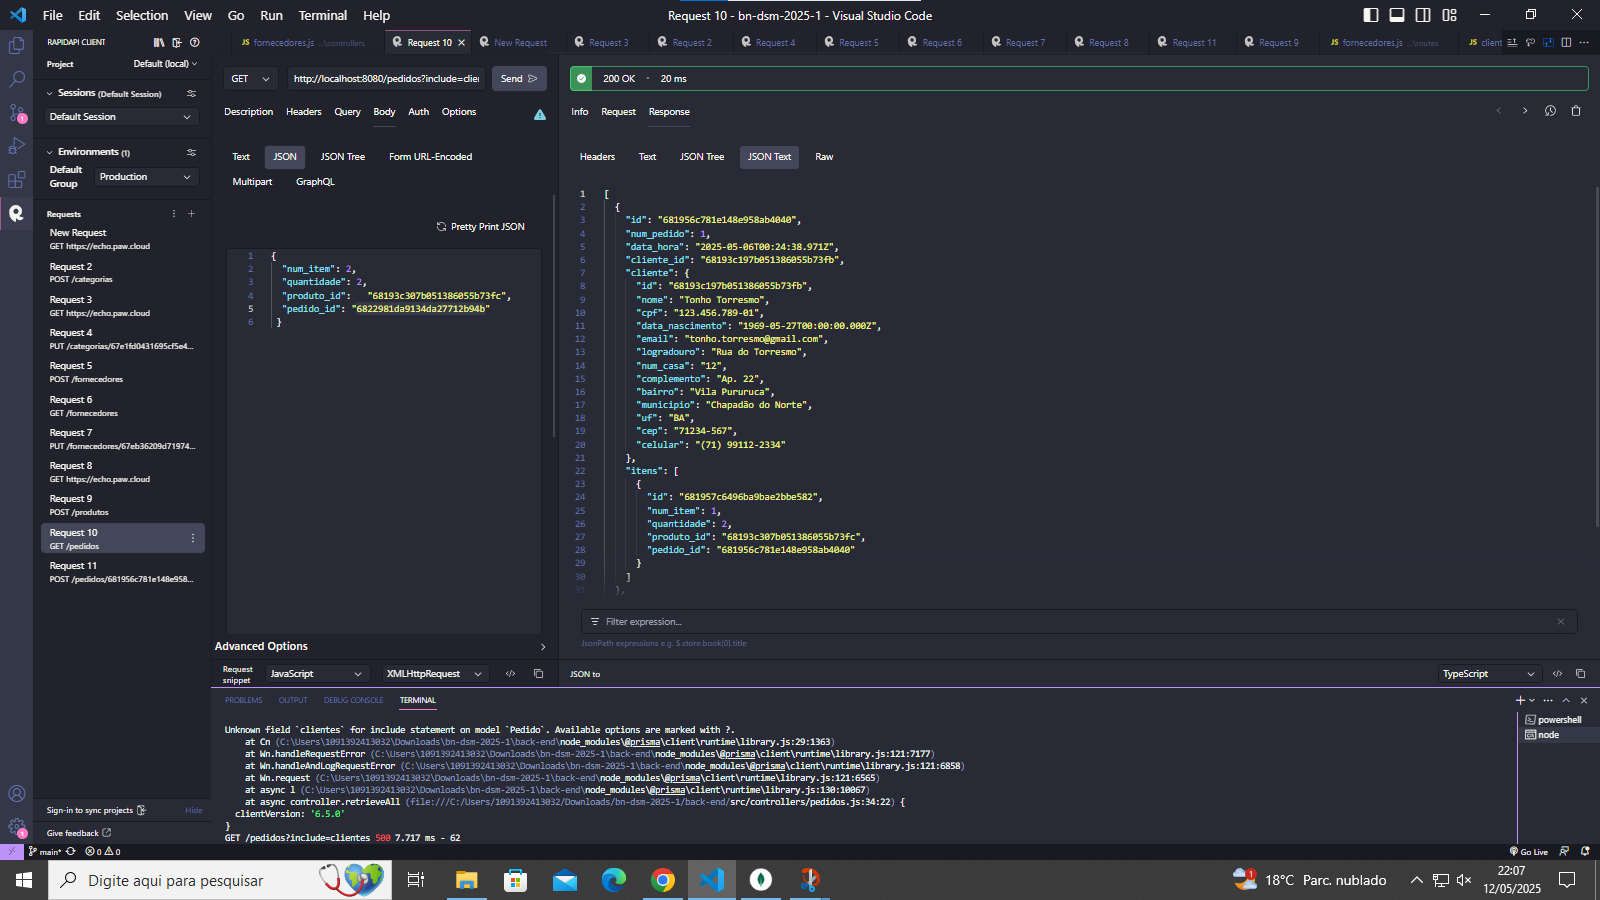 File Edit Selection View Go Run Terminal Help
Request 10 - bn-dsm-2025-1 - Visual Studio Code
RAPIDAPI CLIENT
fornecedores.js ...\controllers
Request 10
New Request
Request 3
Request 2
Request 4
Request 5
Request 6
Request 7
Request 8
Request 11
Request 9
JS fornecedores.js ...\routes
JS client
Project Default (local)
Sessions (Default Session)
Default Session
Environments (1)
Default Group Production
Requests
New Request
GET https://echo.paw.cloud
Request 2
POST /categorias
Request 3
GET https://echo.paw.cloud
Request 4
PUT /categorias/67e1fd0431695cf5e4...
Request 5
POST /fornecedores
Request 6
GET /fornecedores
Request 7
PUT /fornecedores/67eb36209d71974...
Request 8
GET https://echo.paw.cloud
Request 9
POST /produtos
Request 10
GET /pedidos
Request 11
POST /pedidos/681956c781e148e958...
Sign-in to sync projects Hide
Give feedback
GET http://localhost:8080/pedidos?include=clie Send
Description Headers Query Body Auth Options
Text JSON JSON Tree Form URL-Encoded
Multipart GraphQL
Pretty Print JSON
1 {
2 "num_item": 2,
3 "quantidade": 2,
4 "produto_id": "68193c307b051386055b73fc",
5 "pedido_id": "6822981da9134da27712b94b"
6 }
Advanced Options
Request snippet JavaScript XMLHttpRequest
200 OK · 20 ms
Info Request Response
Headers Text JSON Tree JSON Text Raw
1 [
2 {
3 "id": "681956c781e148e958ab4040",
4 "num_pedido": 1,
5 "data_hora": "2025-05-06T00:24:38.971Z",
6 "cliente_id": "68193c197b051386055b73fb",
7 "cliente": {
8 "id": "68193c197b051386055b73fb",
9 "nome": "Tonho Torresmo",
10 "cpf": "123.456.789-01",
11 "data_nascimento": "1969-05-27T00:00:00.000Z",
12 "email": "tonho.torresmo@gmail.com",
13 "logradouro": "Rua do Torresmo",
14 "num_casa": "12",
15 "complemento": "Ap. 22",
16 "bairro": "Vila Pururuca",
17 "municipio": "Chapadão do Norte",
18 "uf": "BA",
19 "cep": "71234-567",
20 "celular": "(71) 99112-2334"
21 },
22 "itens": [
23 {
24 "id": "681957c6496ba9bae2bbe582",
25 "num_item": 1,
26 "quantidade": 2,
27 "produto_id": "68193c307b051386055b73fc",
28 "pedido_id": "681956c781e148e958ab4040"
29 }
30 ]
31 },
Filter expression...
JsonPath expressions e.g. $.store.book[0].title
JSON to TypeScript
PROBLEMS OUTPUT DEBUG CONSOLE TERMINAL
Unknown field `clientes` for include statement on model `Pedido`. Available options are marked with ?.
at Cn (C:\Users\1091392413032\Downloads\bn-dsm-2025-1\back-end\node_modules\@prisma\client\runtime\library.js:29:1363)
at Wn.handleRequestError (C:\Users\1091392413032\Downloads\bn-dsm-2025-1\back-end\node_modules\@prisma\client\runtime\library.js:121:7177)
at Wn.handleAndLogRequestError (C:\Users\1091392413032\Downloads\bn-dsm-2025-1\back-end\node_modules\@prisma\client\runtime\library.js:121:6858)
at Wn.request (C:\Users\1091392413032\Downloads\bn-dsm-2025-1\back-end\node_modules\@prisma\client\runtime\library.js:121:6565)
at async l (C:\Users\1091392413032\Downloads\bn-dsm-2025-1\back-end\node_modules\@prisma\client\runtime\library.js:130:10067)
at async controller.retrieveAll (file:///C:/Users/1091392413032/Downloads/bn-dsm-2025-1/back-end/src/controllers/pedidos.js:34:22) {
clientVersion: '6.5.0'
}
GET /pedidos?include=clientes 500 7.717 ms - 62
powershell
node
main* 0 0
Go Live
Digite aqui para pesquisar
1 18°C Parc. nublado
22:07
12/05/2025